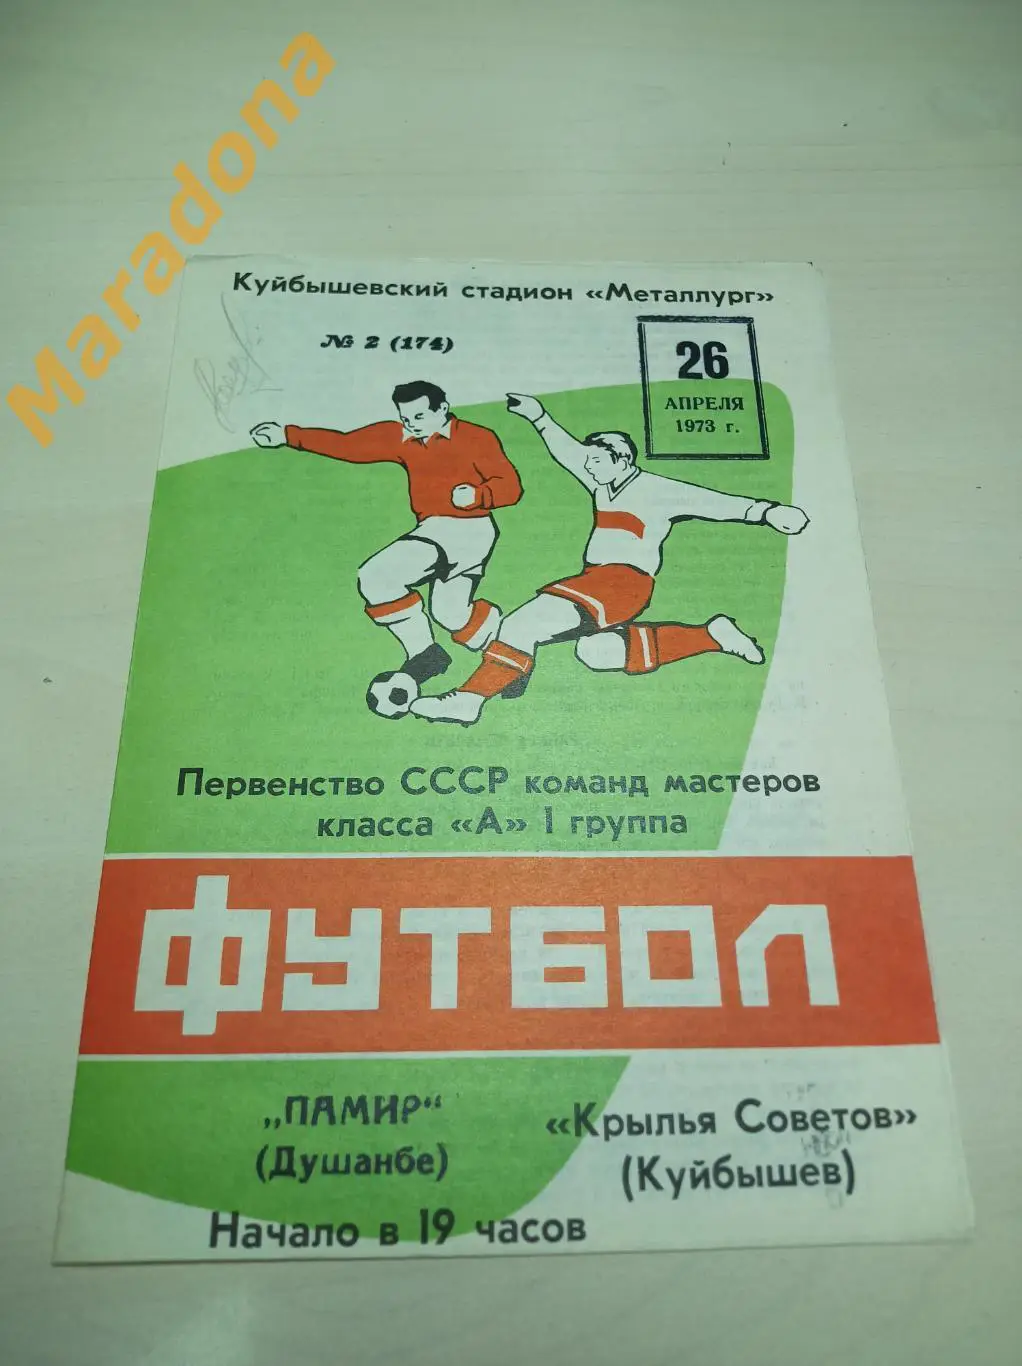 Maradona
Куйбышевский стадион «Металлург»
№ 2 (174)
26
АПРЕЛЯ
1973 г.
Первенство СССР команд мастеров
класса «А» I группа
ФУТБОЛ
„ПАМИР“
(Душанбе)
«Крылья Советов»
(Куйбышев)
Начало в 19 часов